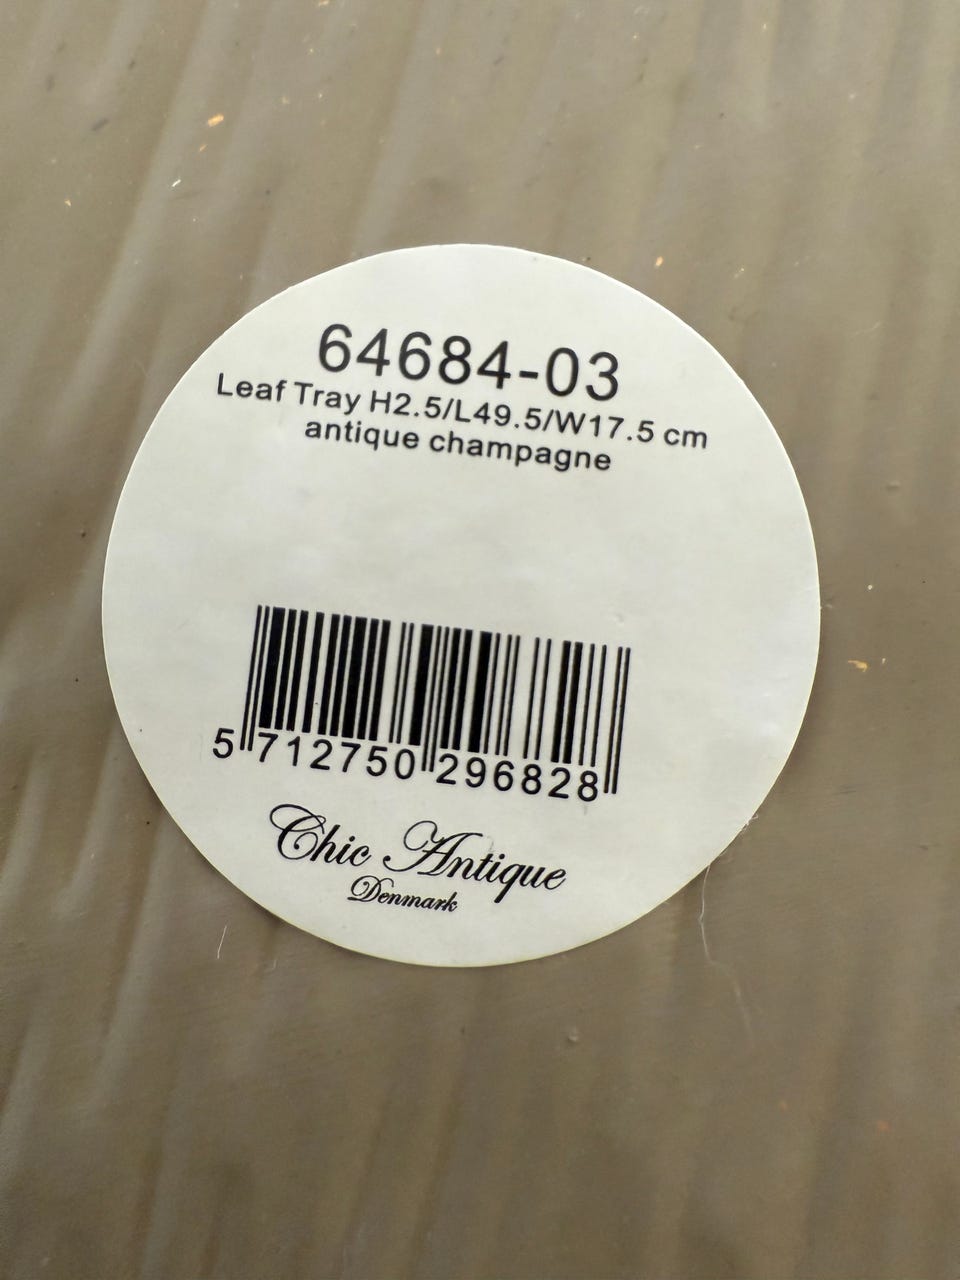 64684-03
Leaf Tray H2.5/L49.5/W17.5 cm
antique champagne
5 712750 296828
Chic Antique
Denmark